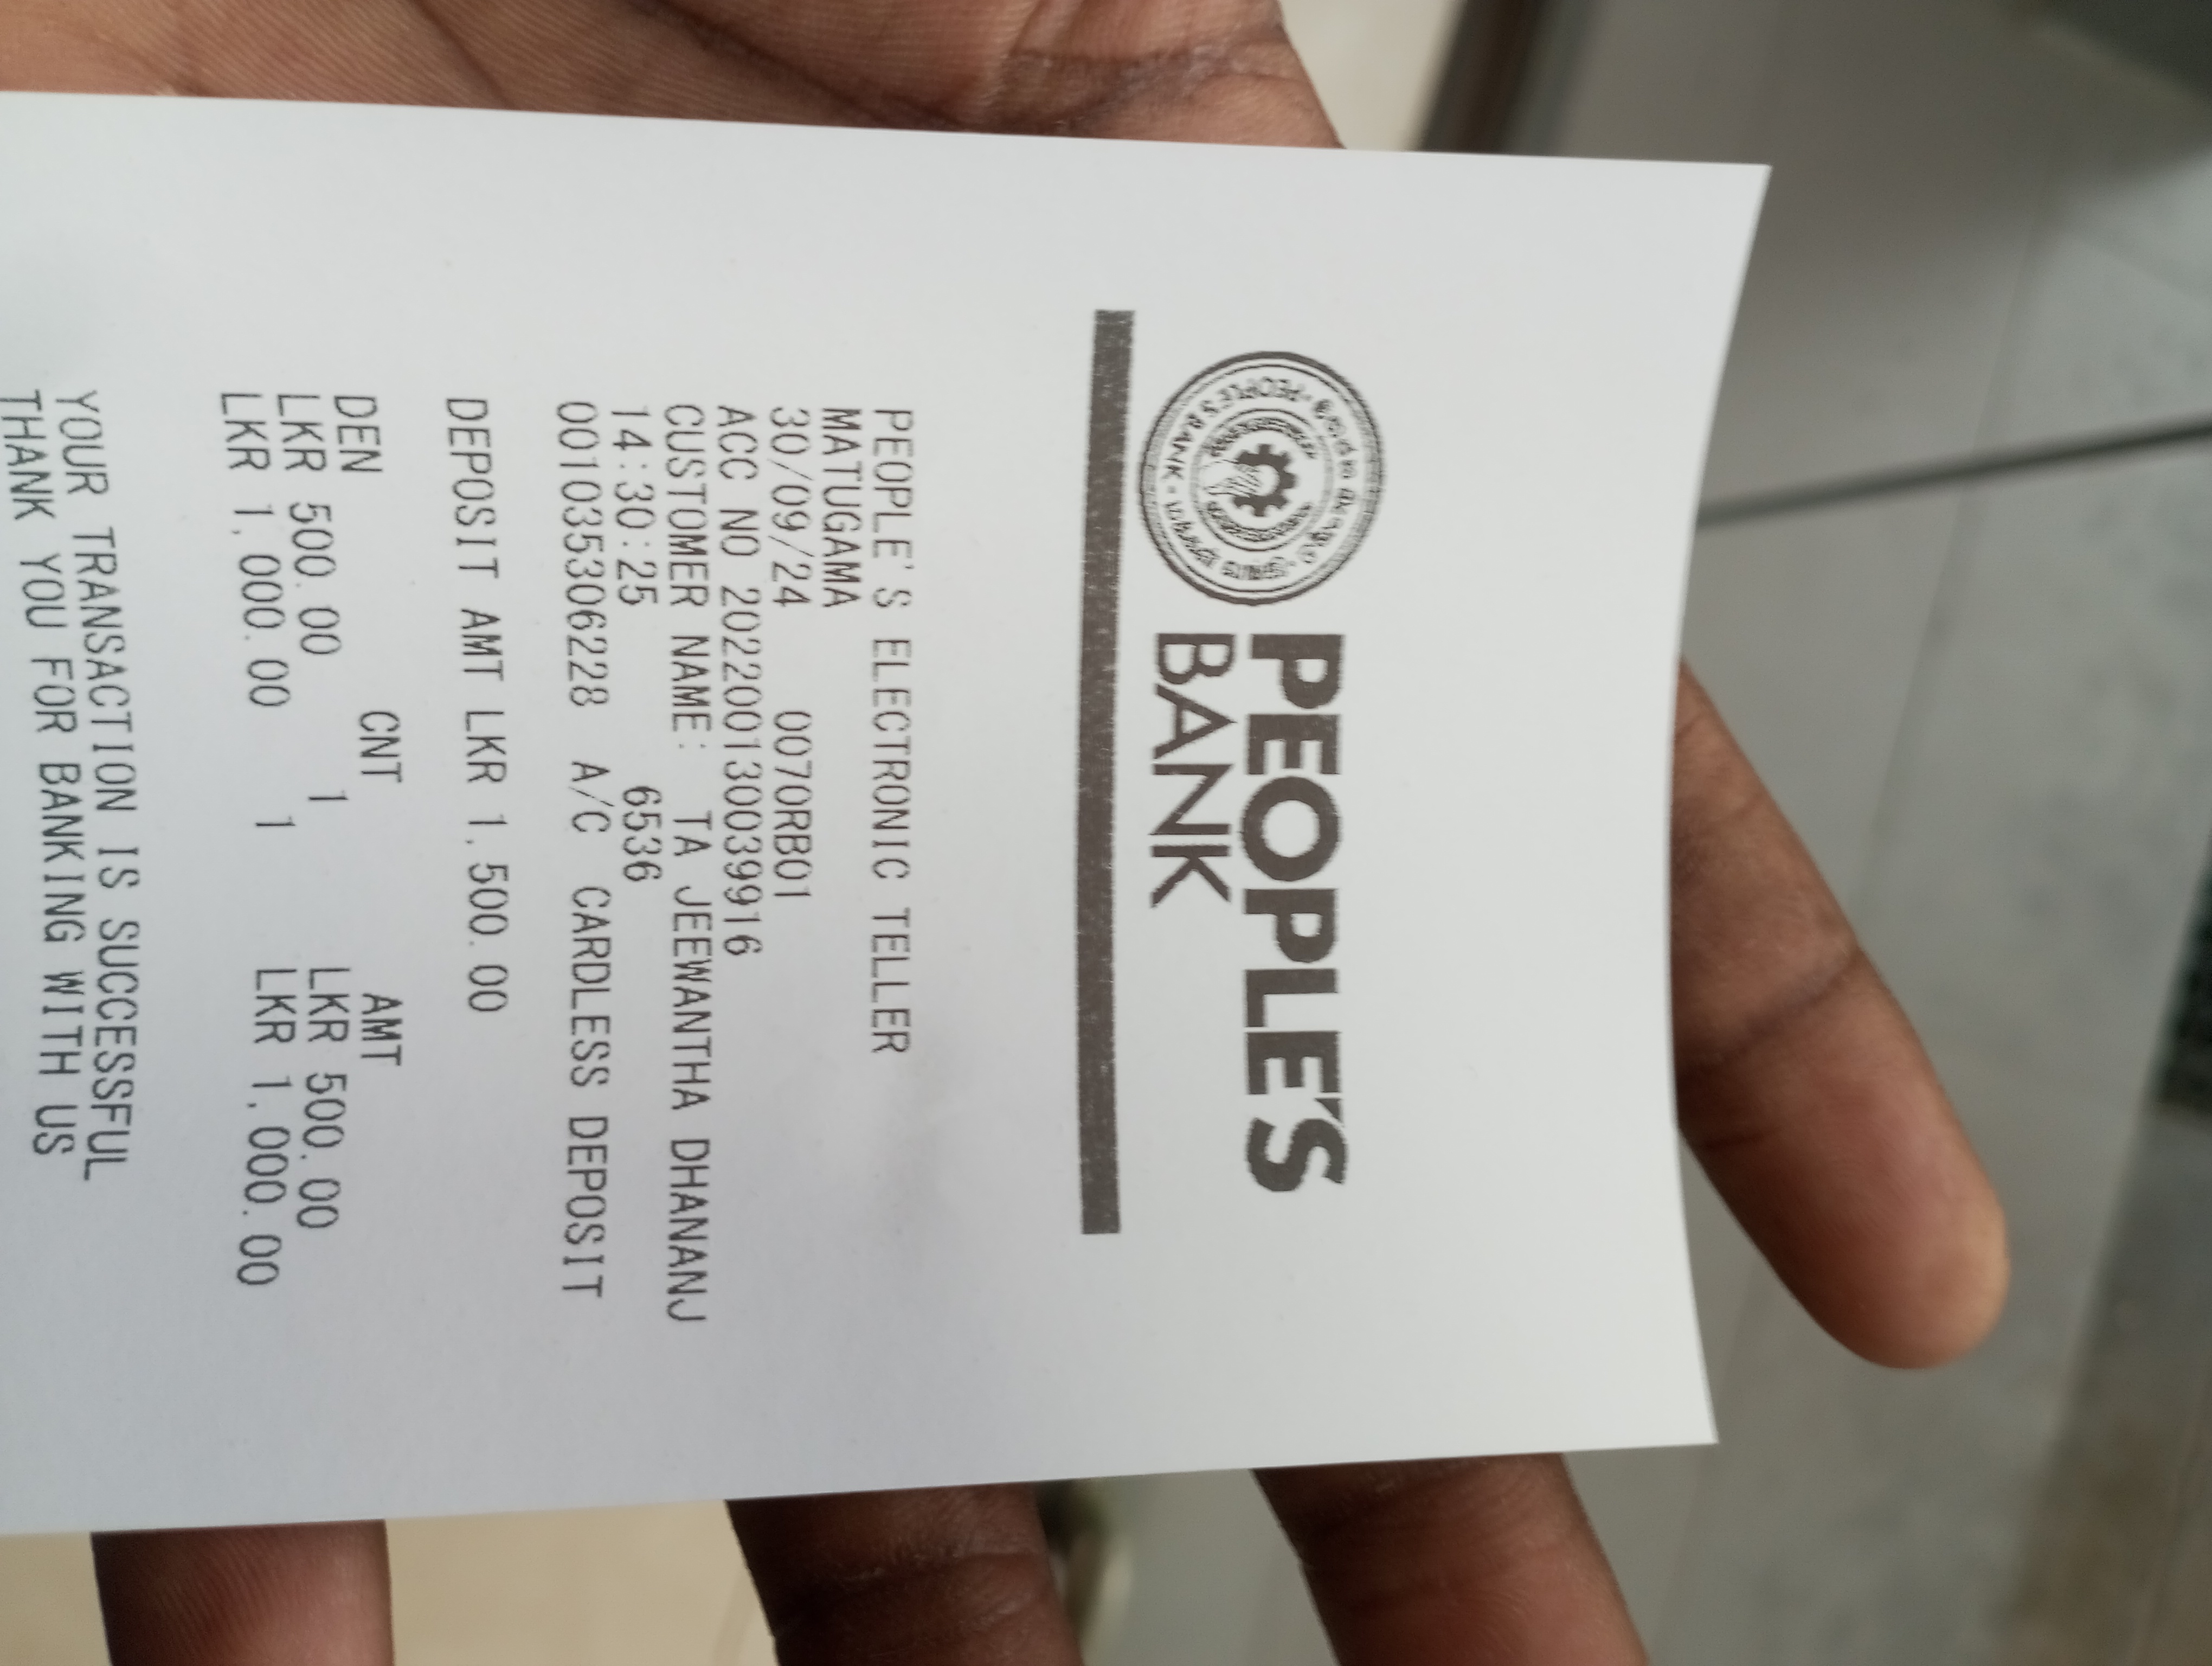 PEOPLE'S
BANK
PEOPLE'S ELECTRONIC TELLER
MATUGAMA
30/09/24 0070RB01
ACC NO 202200130039916
CUSTOMER NAME: TA JEEWANTHA DHANANJ
14:30:25 6536
001035306228 A/C CARDLESS DEPOSIT
DEPOSIT AMT LKR 1,500.00
DEN CNT AMT
LKR 500.00 1 LKR 500.00
LKR 1,000.00 1 LKR 1,000.00
YOUR TRANSACTION IS SUCCESSFUL
THANK YOU FOR BANKING WITH US